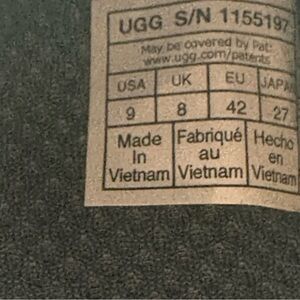 UGG S/N 1155197
May be covered by Pat:
www.ugg.com/patents
USA UK EU JAPAN
9 8 42 27
Made Fabriqué Hecho
In au en
Vietnam Vietnam Vietnam